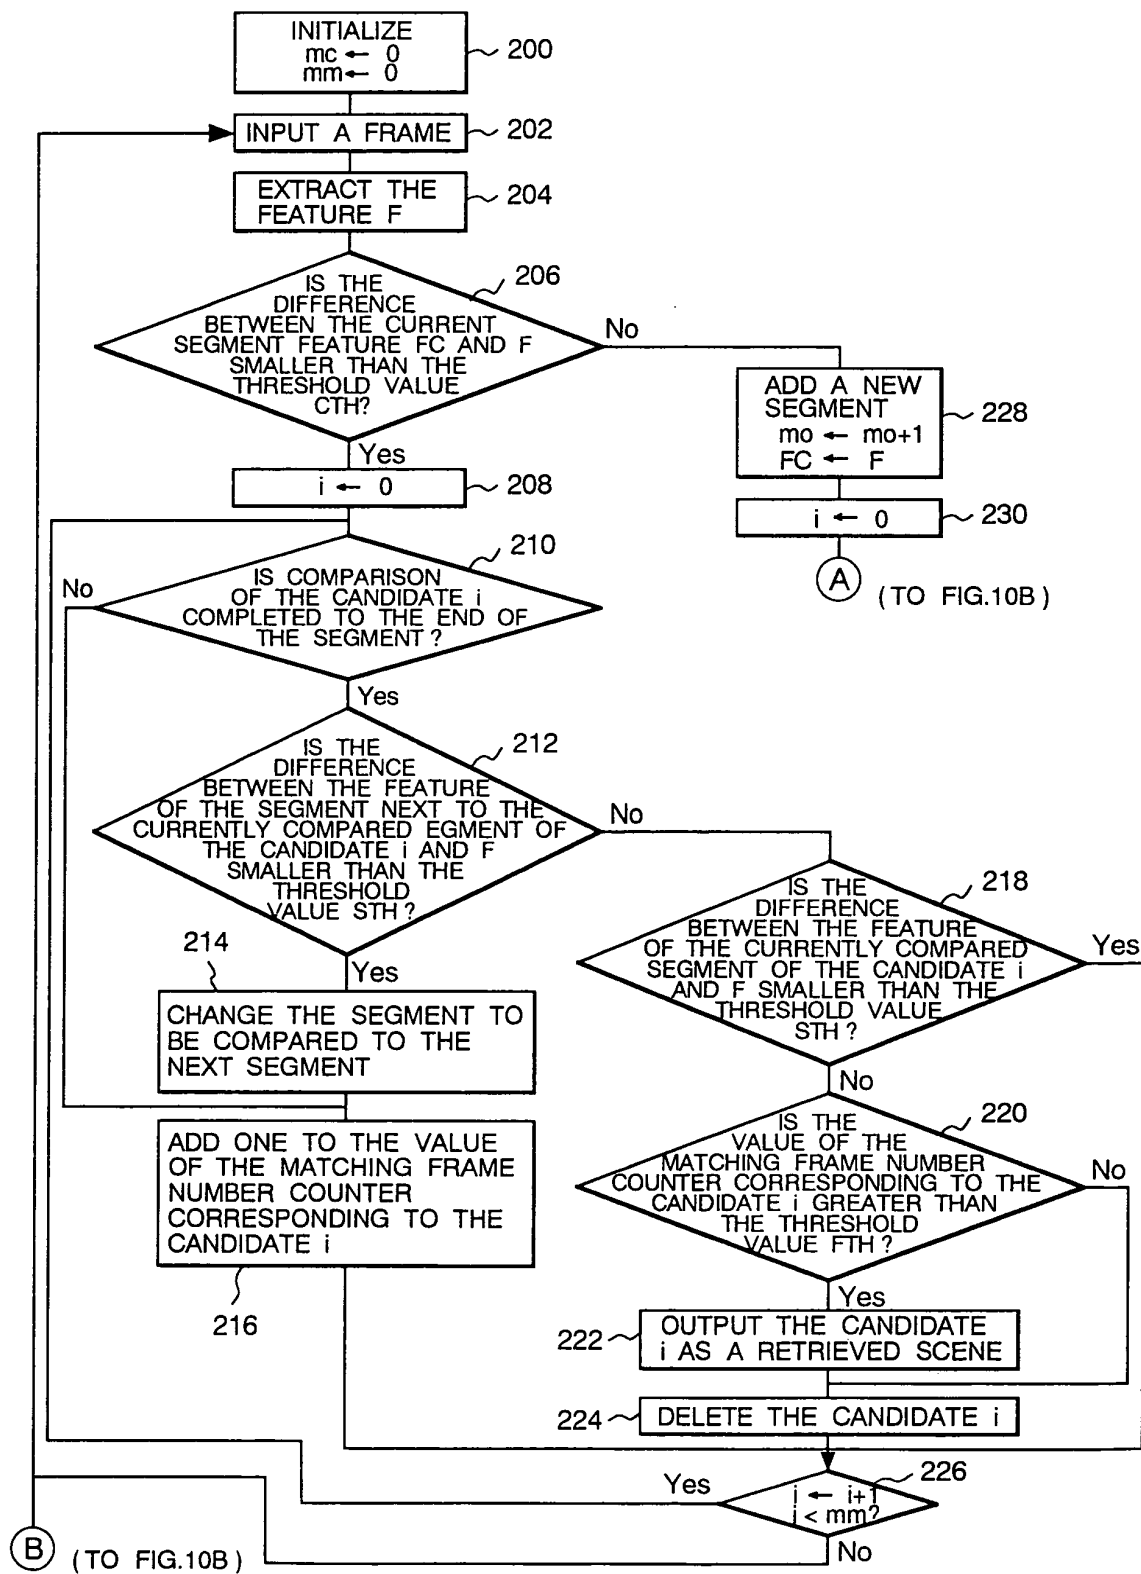 INITIALIZE
mc ← 0
mm ← 0
200
INPUT A FRAME
202
EXTRACT THE
FEATURE F
204
206
IS THE
DIFFERENCE
BETWEEN THE CURRENT
SEGMENT FEATURE FC AND F
SMALLER THAN THE
THRESHOLD VALUE
CTH?
No
Yes
ADD A NEW
SEGMENT
mo ← mo+1
FC ← F
228
i ← 0
208
i ← 0
230
A
(TO FIG.10B)
210
No
IS COMPARISON
OF THE CANDIDATE i
COMPLETED TO THE END OF
THE SEGMENT?
Yes
212
IS THE
DIFFERENCE
BETWEEN THE FEATURE
OF THE SEGMENT NEXT TO THE
CURRENTLY COMPARED EGMENT OF
THE CANDIDATE i AND F
SMALLER THAN THE
THRESHOLD
VALUE STH?
No
Yes
218
IS THE
DIFFERENCE
BETWEEN THE FEATURE
OF THE CURRENTLY COMPARED
SEGMENT OF THE CANDIDATE i
AND F SMALLER THAN THE
THRESHOLD VALUE
STH?
Yes
No
214
CHANGE THE SEGMENT TO
BE COMPARED TO THE
NEXT SEGMENT
ADD ONE TO THE VALUE
OF THE MATCHING FRAME
NUMBER COUNTER
CORRESPONDING TO THE
CANDIDATE i
216
220
IS THE
VALUE OF THE
MATCHING FRAME NUMBER
COUNTER CORRESPONDING TO THE
CANDIDATE i GREATER THAN
THE THRESHOLD
VALUE FTH?
No
Yes
222
OUTPUT THE CANDIDATE
i AS A RETRIEVED SCENE
224
DELETE THE CANDIDATE i
226
Yes
i ← i+1
i < mm?
No
B
(TO FIG.10B)